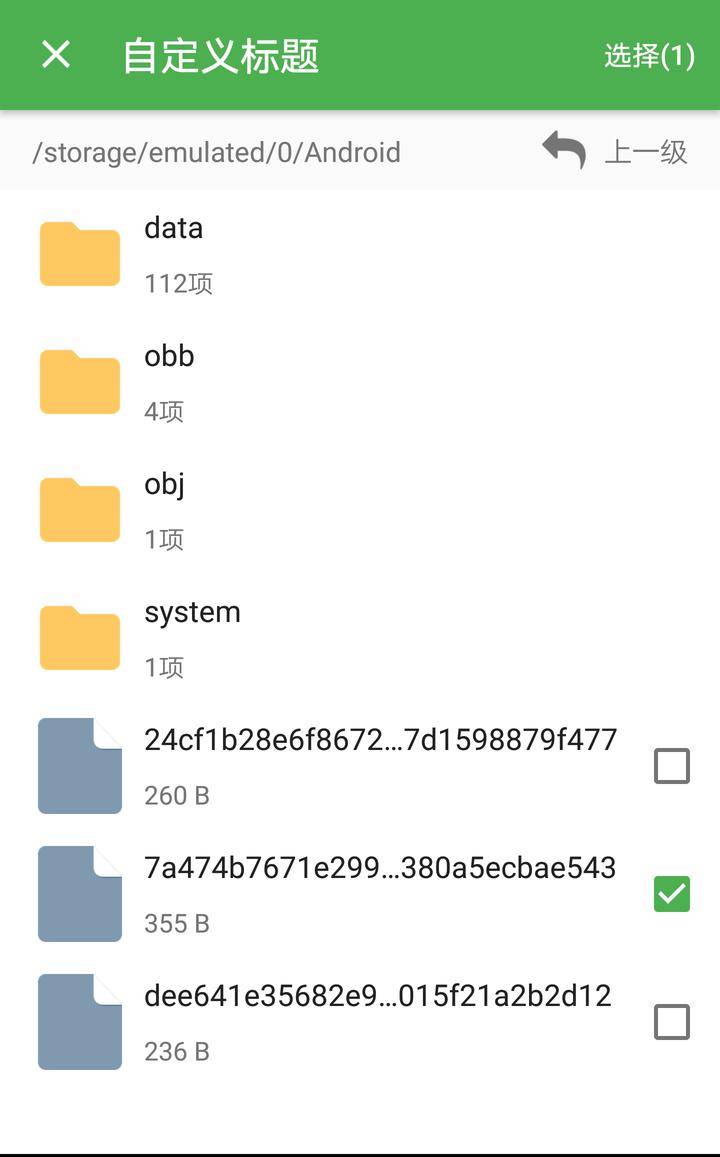 自定义标题 选择(1)
/storage/emulated/0/Android 上一级
data
112项
obb
4项
obj
1项
system
1项
24cf1b28e6f8672...7d1598879f477
260 B
7a474b7671e299...380a5ecbae543
355 B
dee641e35682e9...015f21a2b2d12
236 B